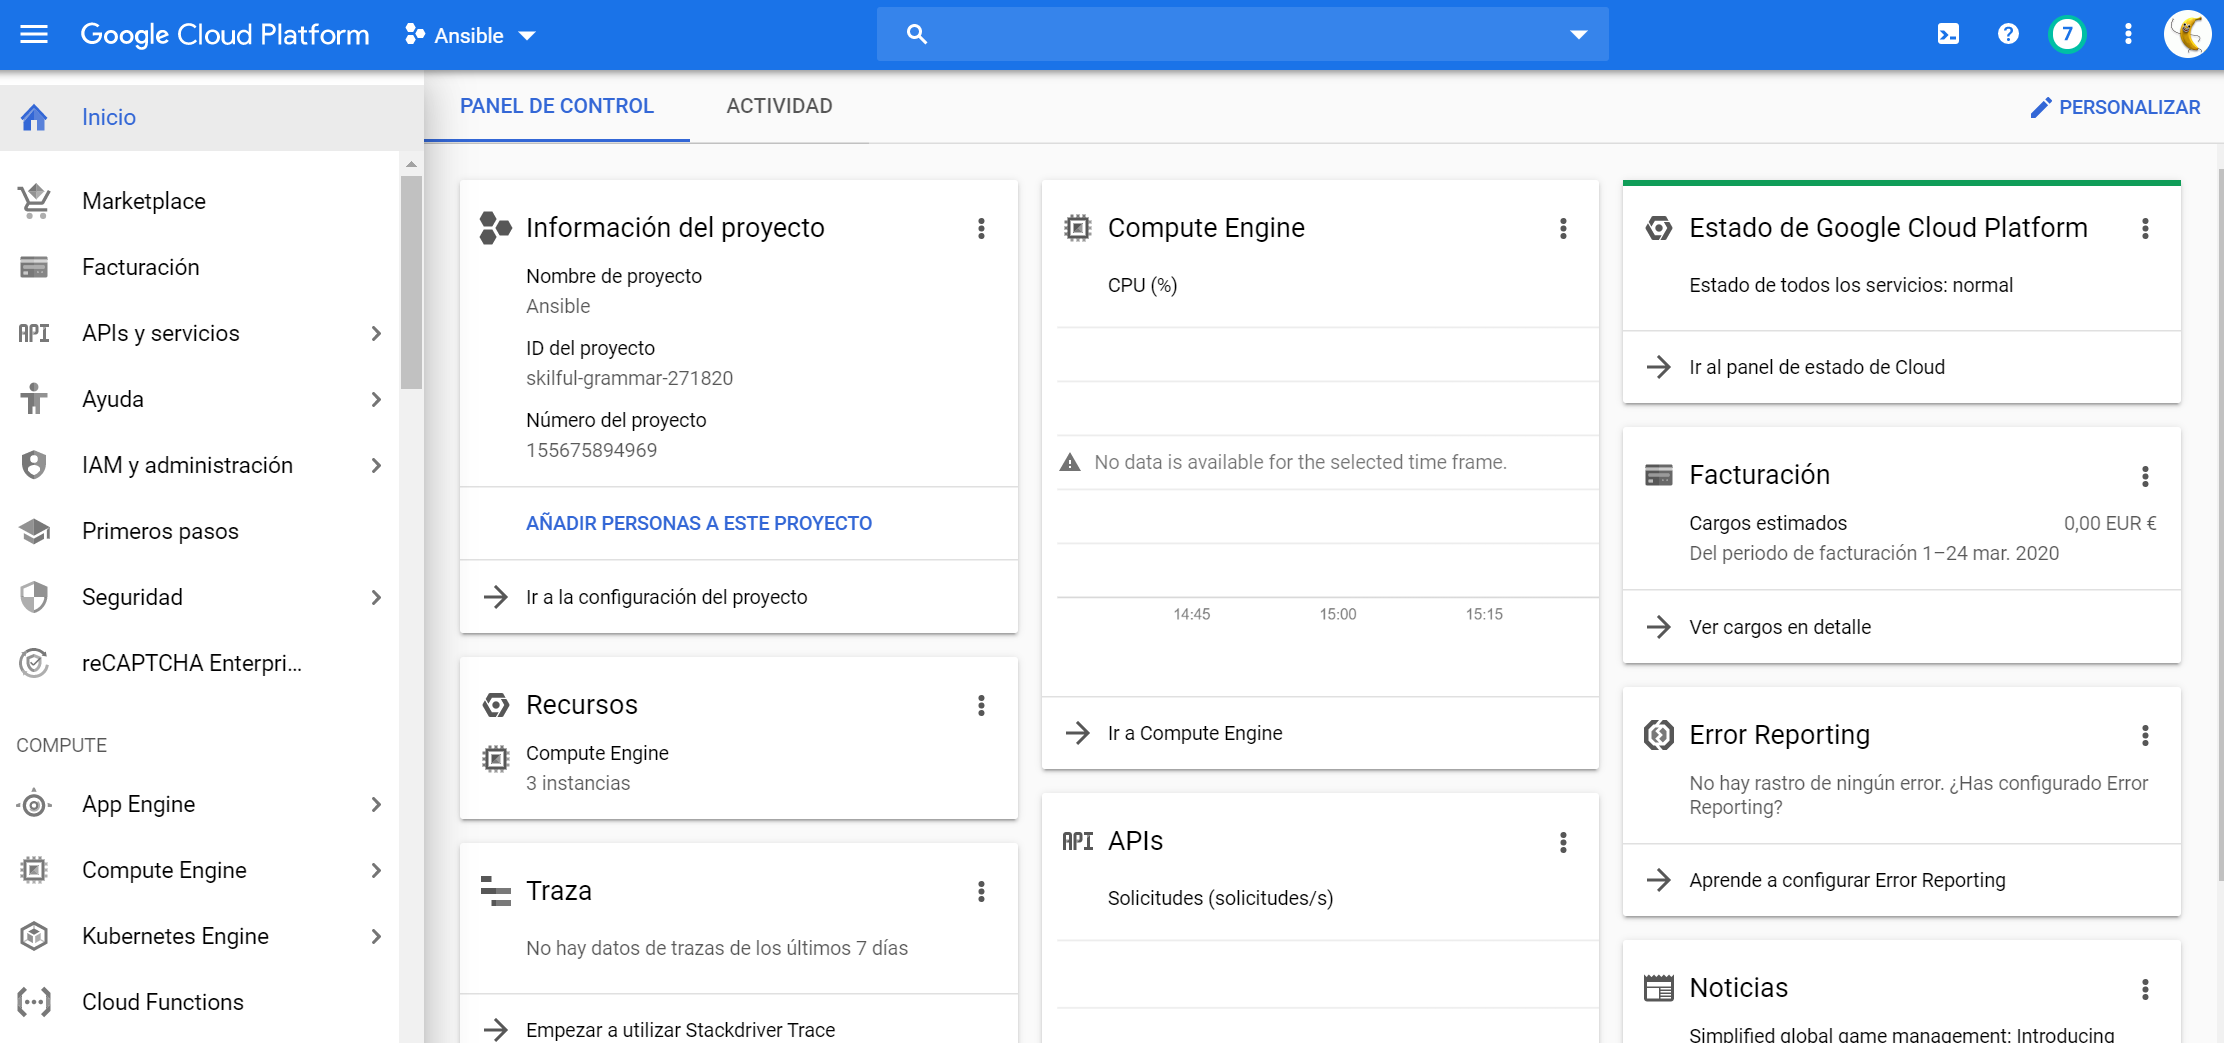 Google Cloud Platform
Ansible
7
Inicio
Marketplace
Facturación
API
APIs y servicios
Ayuda
IAM y administración
Primeros pasos
Seguridad
reCAPTCHA Enterpri...
COMPUTE
App Engine
Compute Engine
Kubernetes Engine
Cloud Functions
PANEL DE CONTROL
ACTIVIDAD
PERSONALIZAR
Información del proyecto
Nombre de proyecto
Ansible
ID del proyecto
skilful-grammar-271820
Número del proyecto
155675894969
AÑADIR PERSONAS A ESTE PROYECTO
Ir a la configuración del proyecto
Recursos
Compute Engine
3 instancias
Traza
No hay datos de trazas de los últimos 7 días
Empezar a utilizar Stackdriver Trace
Compute Engine
CPU (%)
No data is available for the selected time frame.
14:45 15:00 15:15
Ir a Compute Engine
API
APIs
Solicitudes (solicitudes/s)
Estado de Google Cloud Platform
Estado de todos los servicios: normal
Ir al panel de estado de Cloud
Facturación
Cargos estimados 0,00 EUR €
Del periodo de facturación 1–24 mar. 2020
Ver cargos en detalle
Error Reporting
No hay rastro de ningún error. ¿Has configurado Error
Reporting?
Aprende a configurar Error Reporting
Noticias
Simplified global game management: Introducing